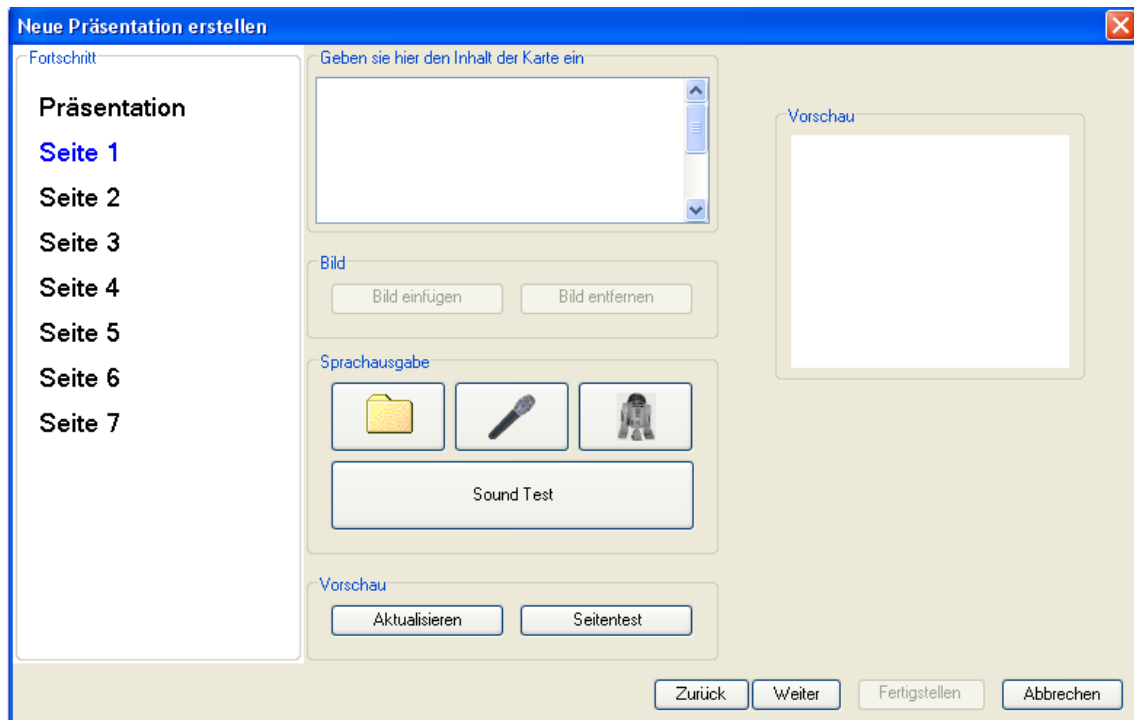 Neue Präsentation erstellen
Fortschritt
Präsentation
Seite 1
Seite 2
Seite 3
Seite 4
Seite 5
Seite 6
Seite 7
Geben sie hier den Inhalt der Karte ein
Bild
Bild einfügen
Bild entfernen
Sprachausgabe
Sound Test
Vorschau
Aktualisieren
Seitentest
Vorschau
Zurück
Weiter
Fertigstellen
Abbrechen